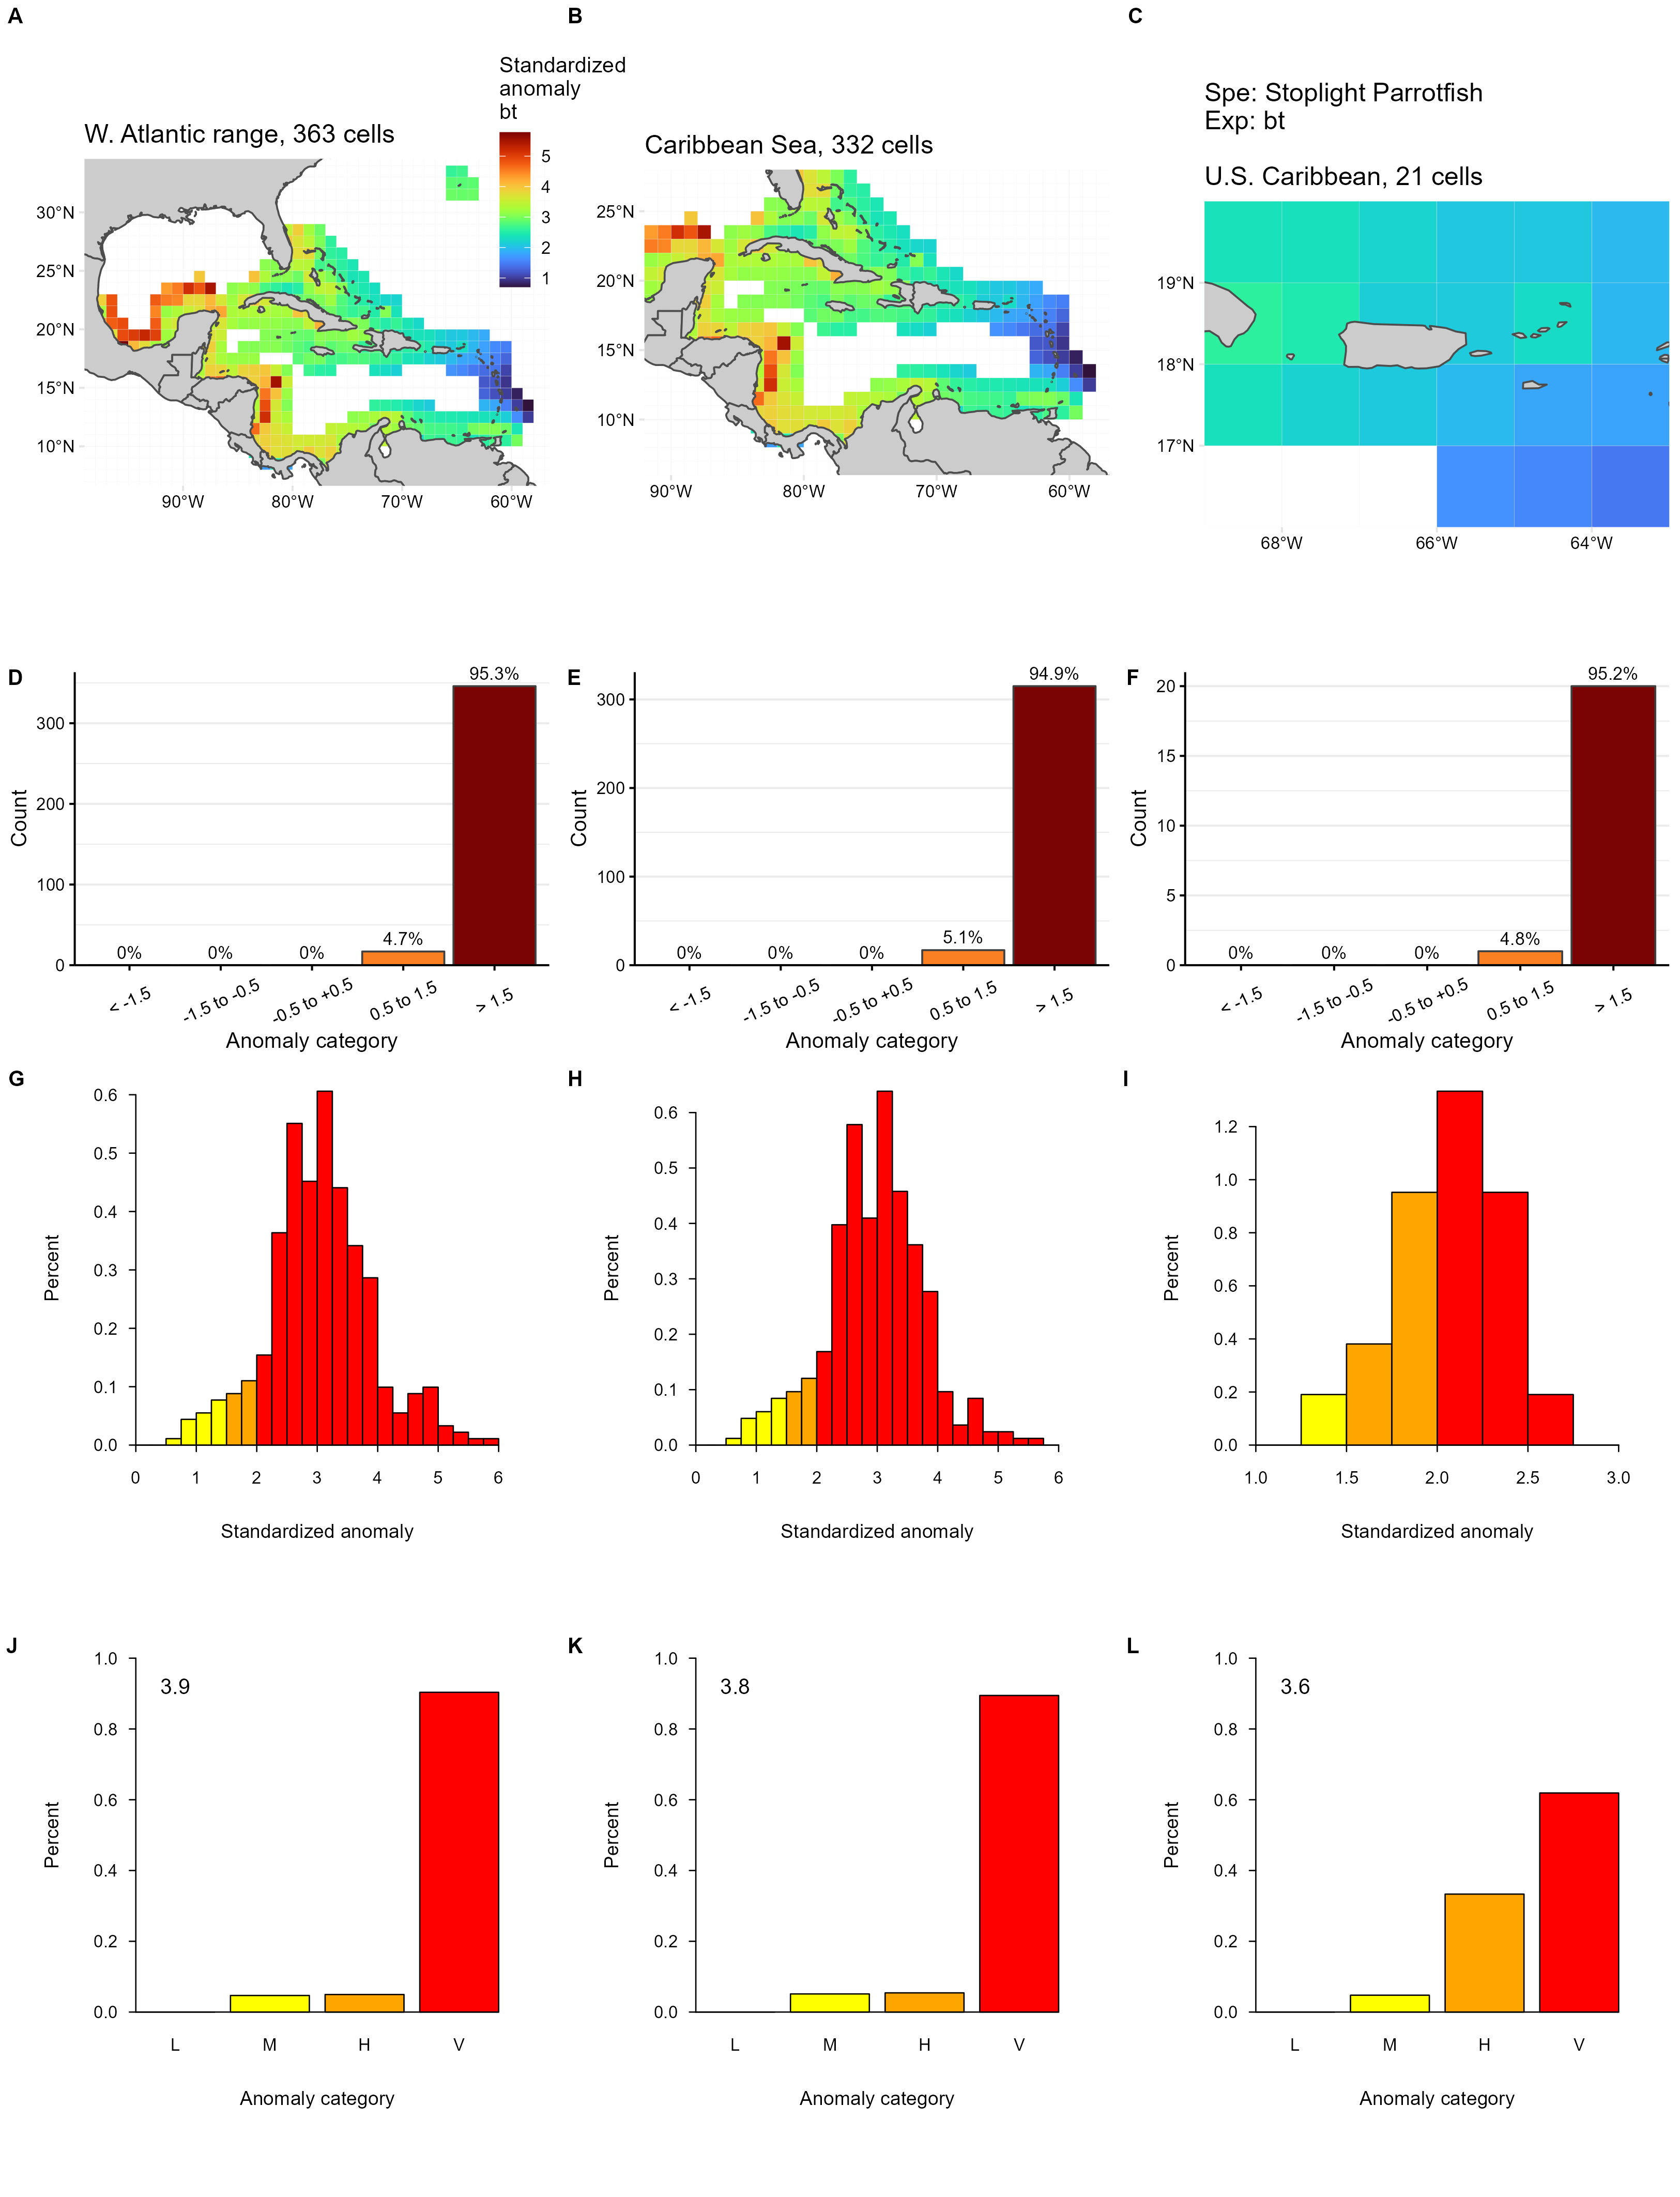 A
B
C
Standardized
anomaly
bt
5
4
3
2
1
W. Atlantic range, 363 cells
30°N
25°N
20°N
15°N
10°N
90°W 80°W 70°W 60°W
Caribbean Sea, 332 cells
25°N
20°N
15°N
10°N
90°W 80°W 70°W 60°W
Spe: Stoplight Parrotfish
Exp: bt
U.S. Caribbean, 21 cells
19°N
18°N
17°N
68°W 66°W 64°W
D
Count
300
200
100
0
0% 0% 0% 4.7% 95.3%
< -1.5 -1.5 to -0.5 -0.5 to +0.5 0.5 to 1.5 > 1.5
Anomaly category
E
Count
300
200
100
0
0% 0% 0% 5.1% 94.9%
< -1.5 -1.5 to -0.5 -0.5 to +0.5 0.5 to 1.5 > 1.5
Anomaly category
F
Count
20
15
10
5
0
0% 0% 0% 4.8% 95.2%
< -1.5 -1.5 to -0.5 -0.5 to +0.5 0.5 to 1.5 > 1.5
Anomaly category
G
Percent
0.6
0.5
0.4
0.3
0.2
0.1
0.0
0 1 2 3 4 5 6
Standardized anomaly
H
Percent
0.6
0.5
0.4
0.3
0.2
0.1
0.0
0 1 2 3 4 5 6
Standardized anomaly
I
Percent
1.2
1.0
0.8
0.6
0.4
0.2
0.0
1.0 1.5 2.0 2.5 3.0
Standardized anomaly
J
3.9
Percent
1.0
0.8
0.6
0.4
0.2
0.0
L M H V
Anomaly category
K
3.8
Percent
1.0
0.8
0.6
0.4
0.2
0.0
L M H V
Anomaly category
L
3.6
Percent
1.0
0.8
0.6
0.4
0.2
0.0
L M H V
Anomaly category